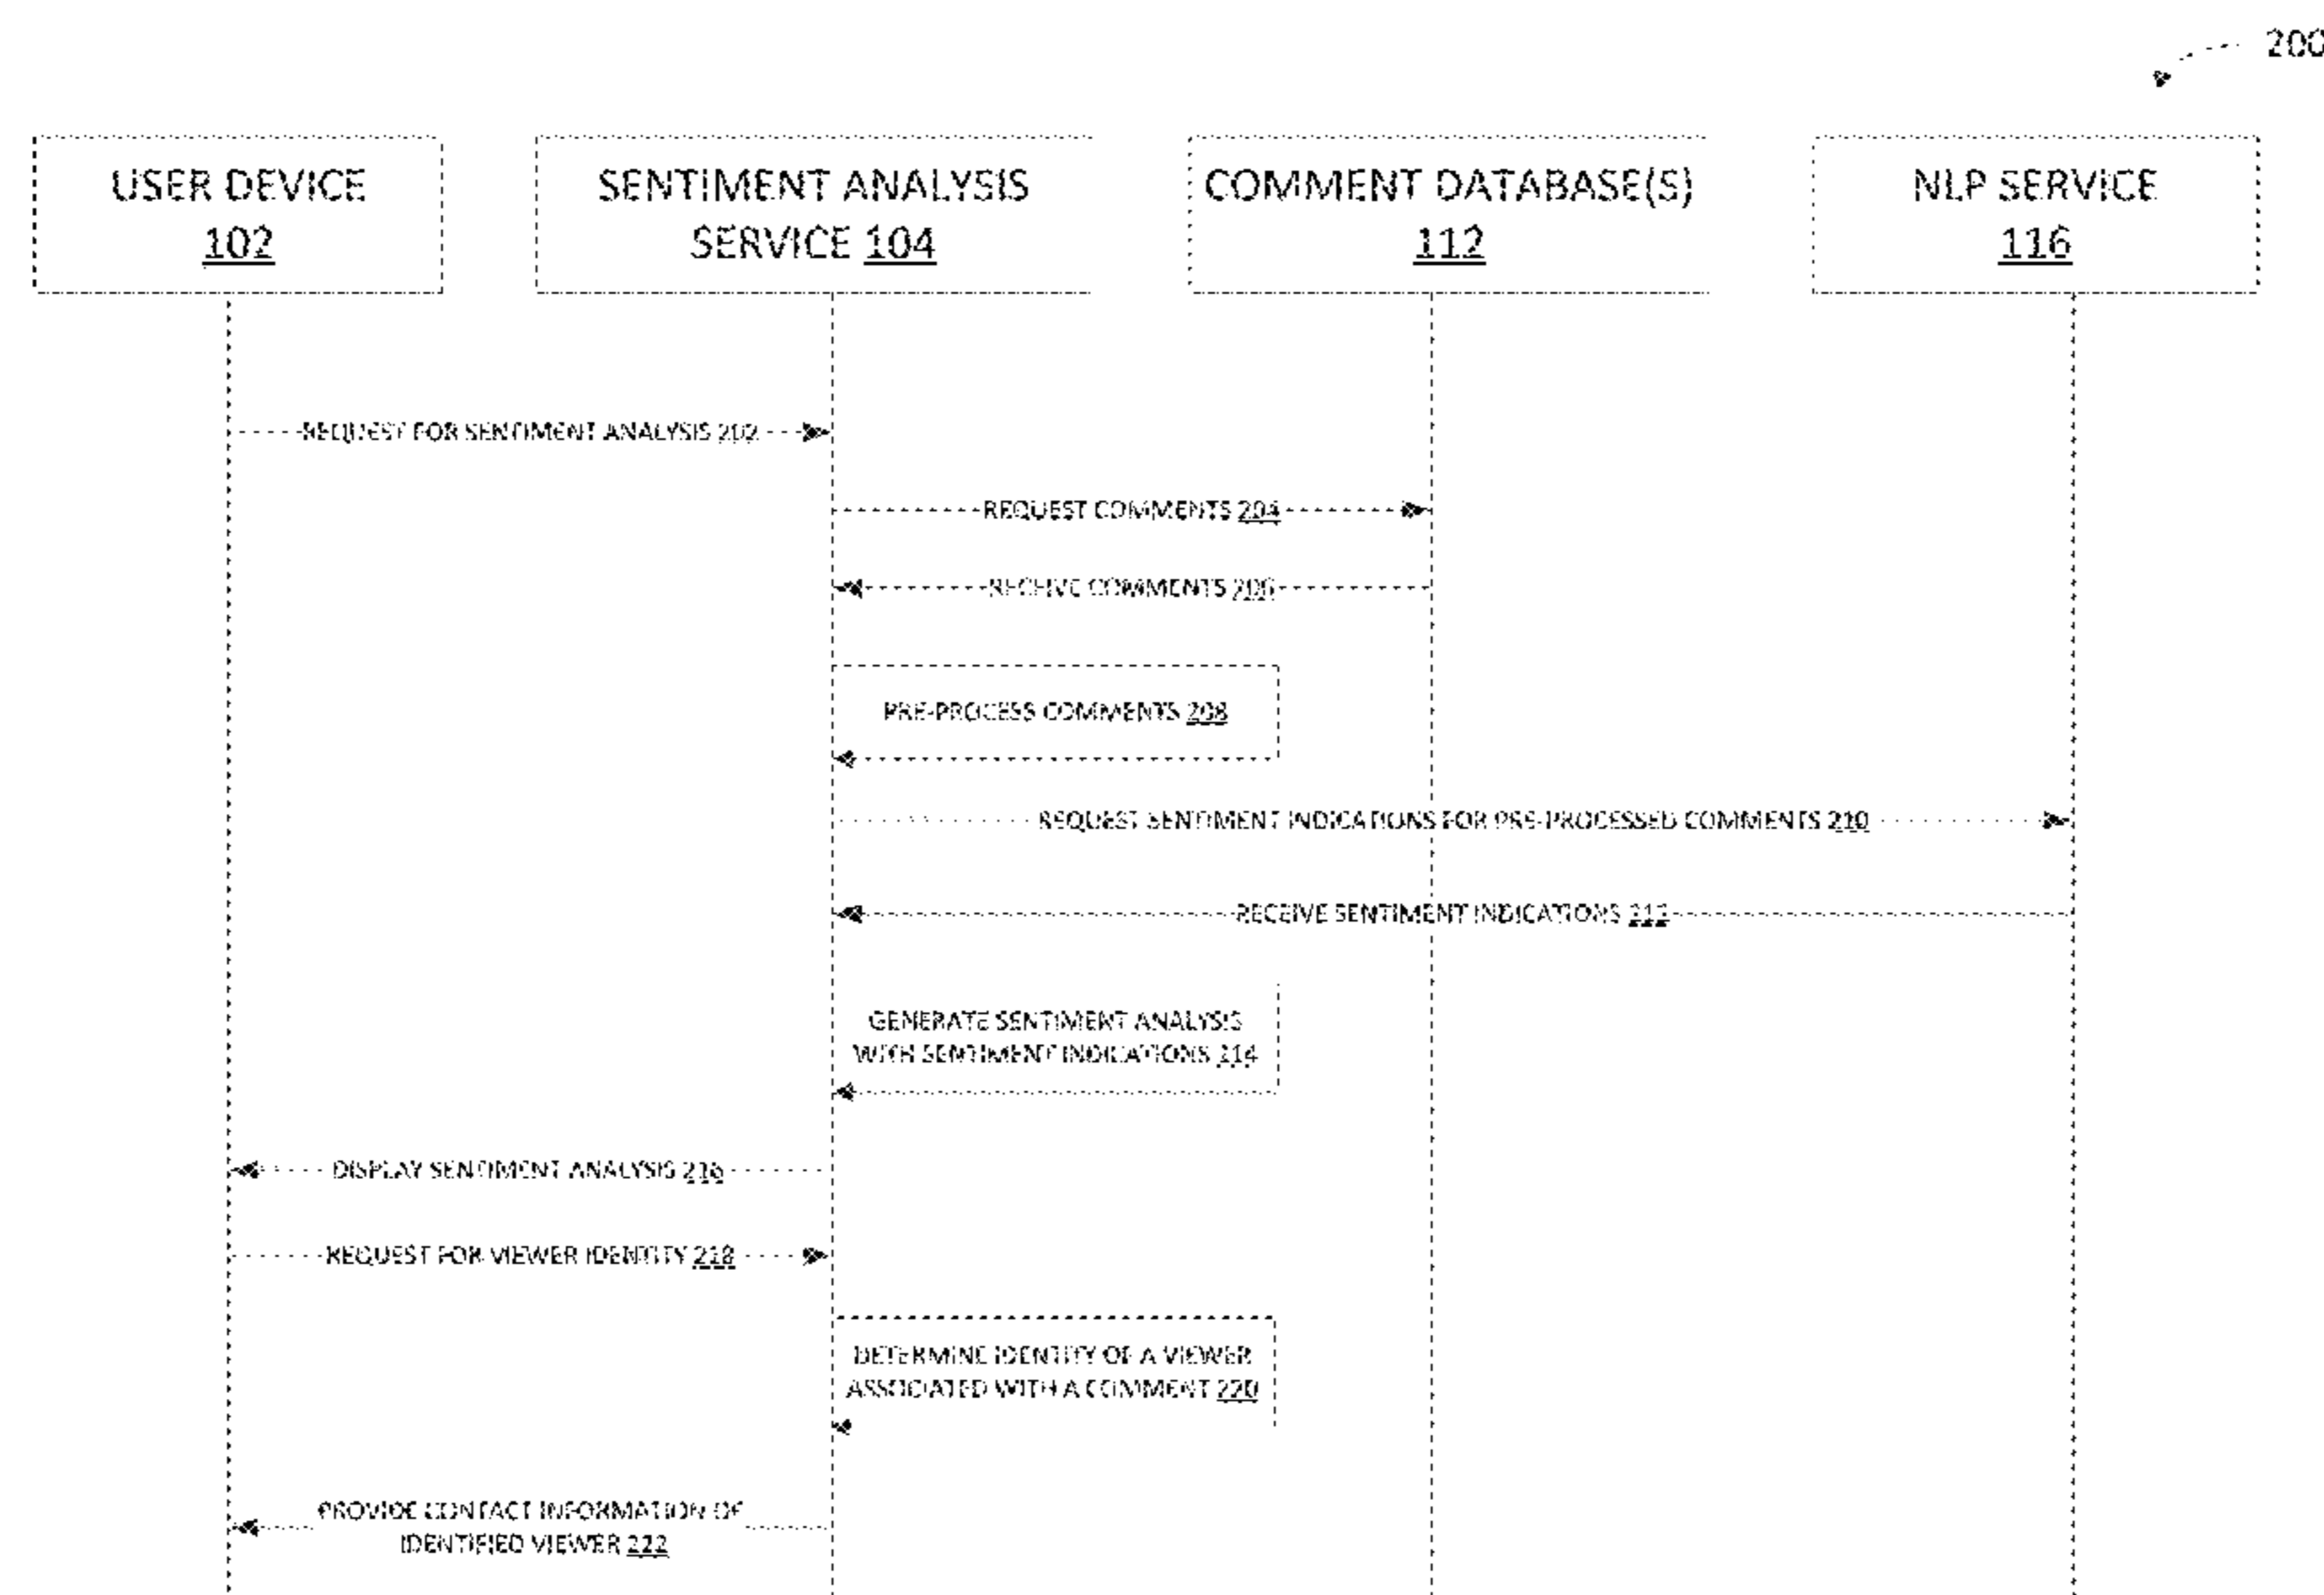 200
USER DEVICE
102
SENTIMENT ANALYSIS
SERVICE 104
COMMENT DATABASE(S)
112
NLP SERVICE
116
REQUEST FOR SENTIMENT ANALYSIS 202
REQUEST COMMENTS 204
RECEIVE COMMENTS 206
PRE-PROCESS COMMENTS 208
REQUEST SENTIMENT INDICATIONS FOR PRE-PROCESSED COMMENTS 210
RECEIVE SENTIMENT INDICATIONS 212
GENERATE SENTIMENT ANALYSIS
WITH SENTIMENT INDICATIONS 214
DISPLAY SENTIMENT ANALYSIS 216
REQUEST FOR VIEWER IDENTITY 218
DETERMINE IDENTITY OF A VIEWER
ASSOCIATED WITH A COMMENT 220
PROVIDE CONTACT INFORMATION OF
IDENTIFIED VIEWER 222